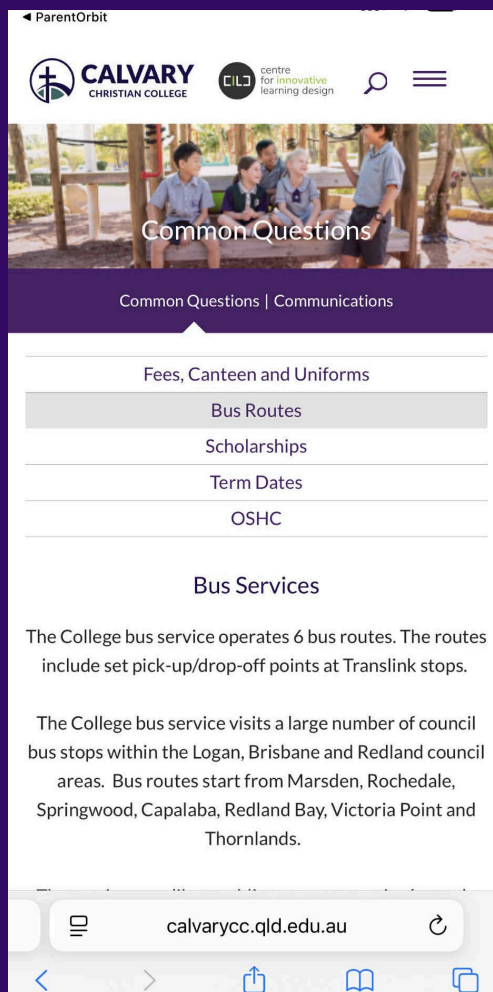 ◀ ParentOrbit
CALVARY
CHRISTIAN COLLEGE
CILD
centre
for innovative
learning design
Common Questions
Common Questions | Communications
Fees, Canteen and Uniforms
Bus Routes
Scholarships
Term Dates
OSHC
Bus Services
The College bus service operates 6 bus routes. The routes
include set pick-up/drop-off points at Translink stops.
The College bus service visits a large number of council
bus stops within the Logan, Brisbane and Redland council
areas. Bus routes start from Marsden, Rochedale,
Springwood, Capalaba, Redland Bay, Victoria Point and
Thornlands.
calvarycc.qld.edu.au